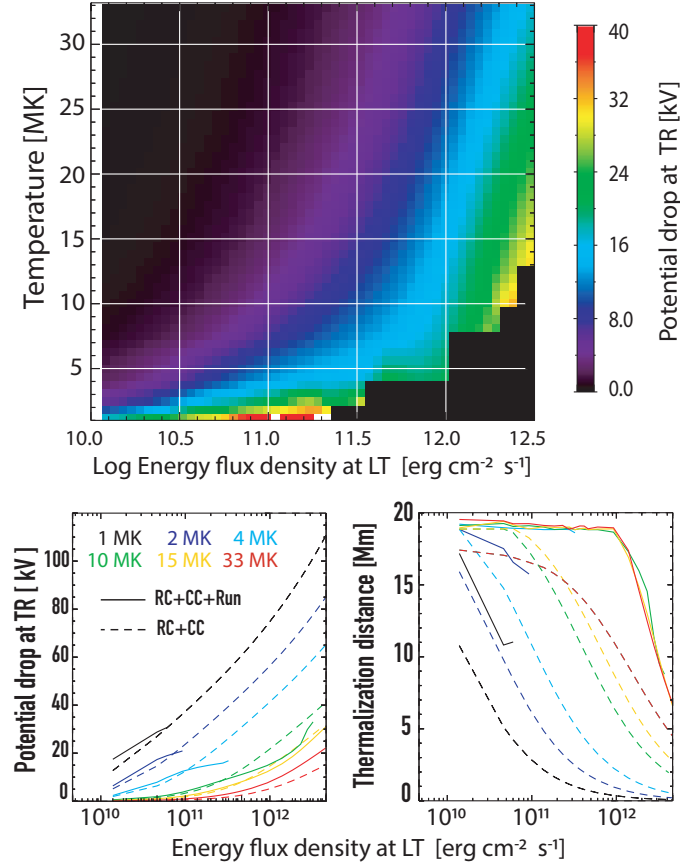 30
25
20
15
10
5
Temperature [MK]
10.0 10.5 11.0 11.5 12.0 12.5
Log Energy flux density at LT [erg cm⁻² s⁻¹]
40
32
24
16
8.0
0.0
Potential drop at TR [kV]
100
80
60
40
20
0
Potential drop at TR [ kV]
1 MK 2 MK 4 MK
10 MK 15 MK 33 MK
RC+CC+Run
RC+CC
10¹⁰ 10¹¹ 10¹²
20
15
10
5
0
Thermalization distance [Mm]
10¹⁰ 10¹¹ 10¹²
Energy flux density at LT [erg cm⁻² s⁻¹]